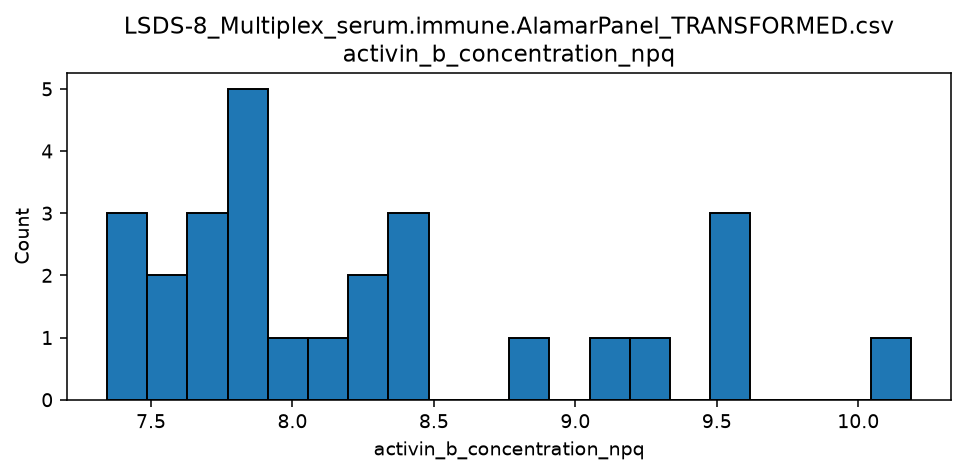 LSDS-8_Multiplex_serum.immune.AlamarPanel_TRANSFORMED.csv
activin_b_concentration_npq
5
4
3
2
1
0
Count
7.5 8.0 8.5 9.0 9.5 10.0
activin_b_concentration_npq